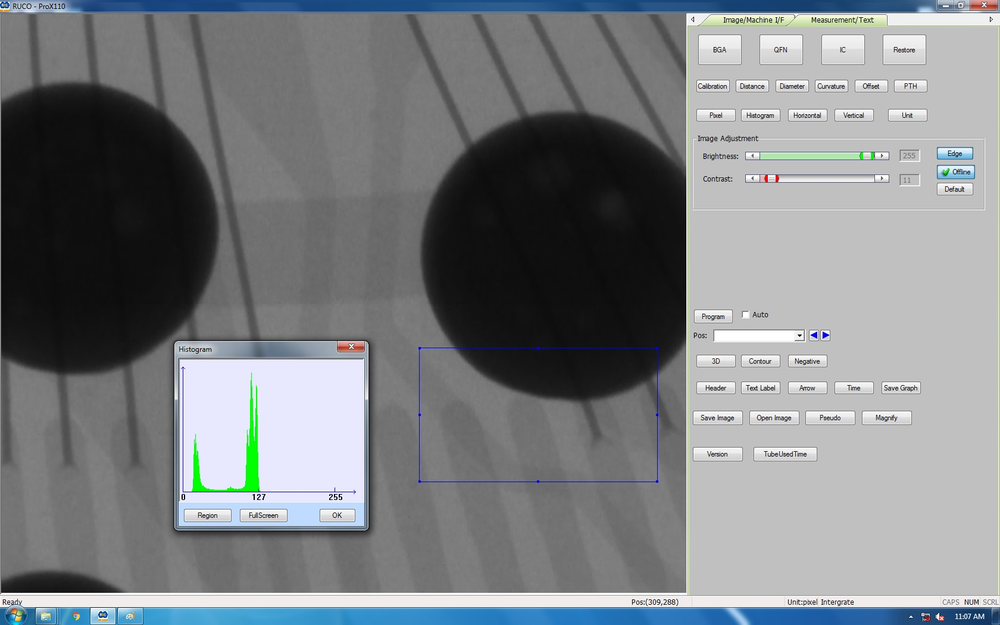 RUCO - ProX110
Image/Machine I/F Measurement/Text
BGA QFN IC Restore
Calibration Distance Diameter Curvature Offset PTH
Pixel Histogram Horizontal Vertical Unit
Image Adjustment
Brightness: 255 Edge
Offline
Contrast: 11
Default
Program Auto
Pos:
3D Contour Negative
Header Text Label Arrow Time Save Graph
Save Image Open Image Pseudo Magnify
Version TubeUsedTime
Histogram
0 127 255
Region FullScreen OK
Ready Pos:(309,288) Unit:pixel Intergrate CAPS NUM SCRL
11:07 AM